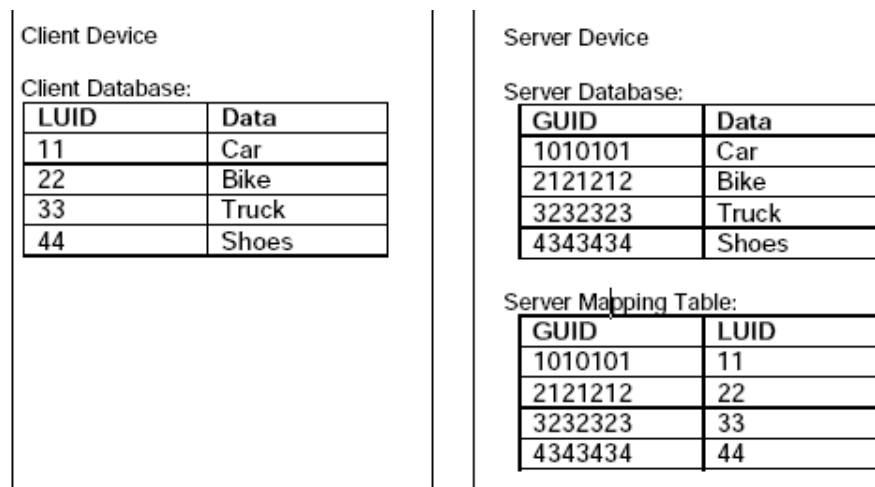 Client Device
Client Database:
LUID Data
11 Car
22 Bike
33 Truck
44 Shoes
Server Device
Server Database:
GUID Data
1010101 Car
2121212 Bike
3232323 Truck
4343434 Shoes
Server Mapping Table:
GUID LUID
1010101 11
2121212 22
3232323 33
4343434 44